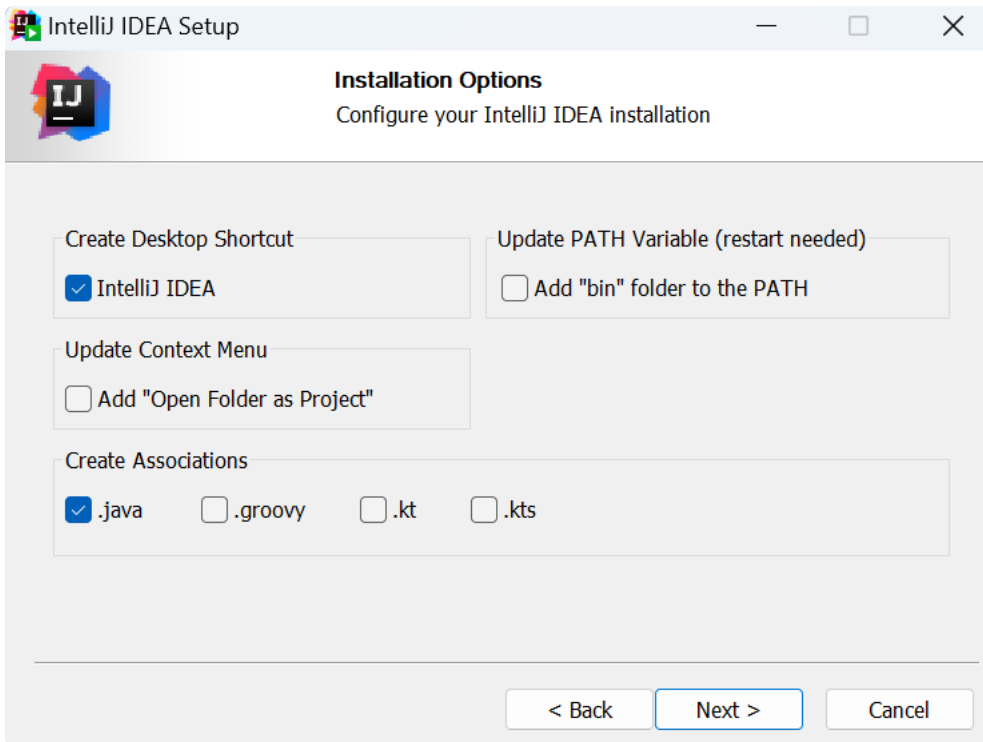 IntelliJ IDEA Setup
IJ
Installation Options
Configure your IntelliJ IDEA installation
Create Desktop Shortcut
IntelliJ IDEA
Update PATH Variable (restart needed)
Add "bin" folder to the PATH
Update Context Menu
Add "Open Folder as Project"
Create Associations
.java .groovy .kt .kts
< Back Next > Cancel